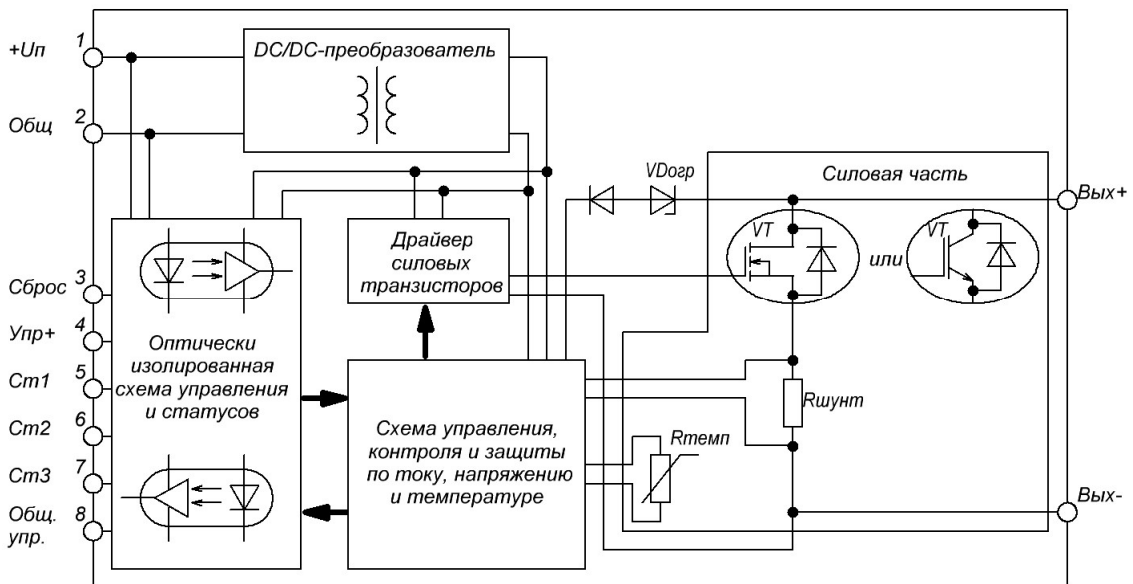 +Uп
1
DC/DC-преобразователь
Общ
2
VDогр
Силовая часть
Вых+
Драйвер
силовых
транзисторов
VT
или
VT
Сброс
3
Упр+
4
Оптически
изолированная
схема управления
и статусов
Ст1
5
Ст2
6
Ст3
7
Общ.
упр.
8
Схема управления,
контроля и защиты
по току, напряжению
и температуре
Rтемп
Rшунт
Вых-